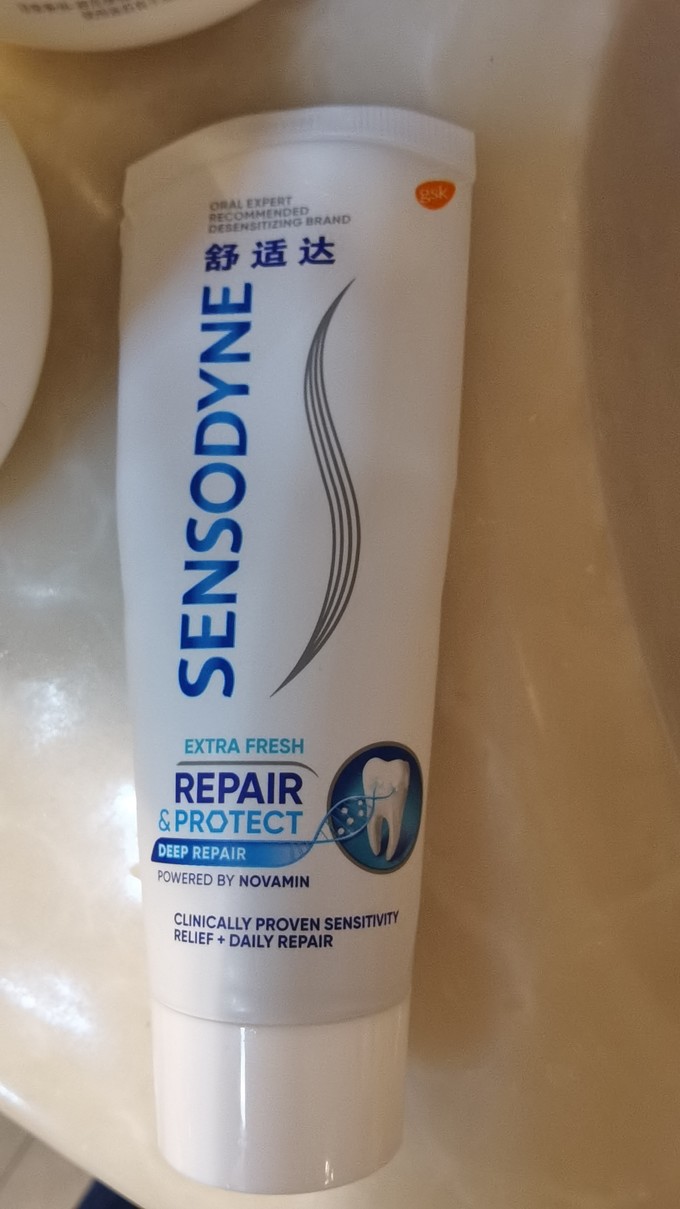 ORAL EXPERT
RECOMMENDED
DESENSITIZING BRAND
gsk
舒适达
SENSODYNE
EXTRA FRESH
REPAIR
& PROTECT
DEEP REPAIR
POWERED BY NOVAMIN
CLINICALLY PROVEN SENSITIVITY
RELIEF + DAILY REPAIR